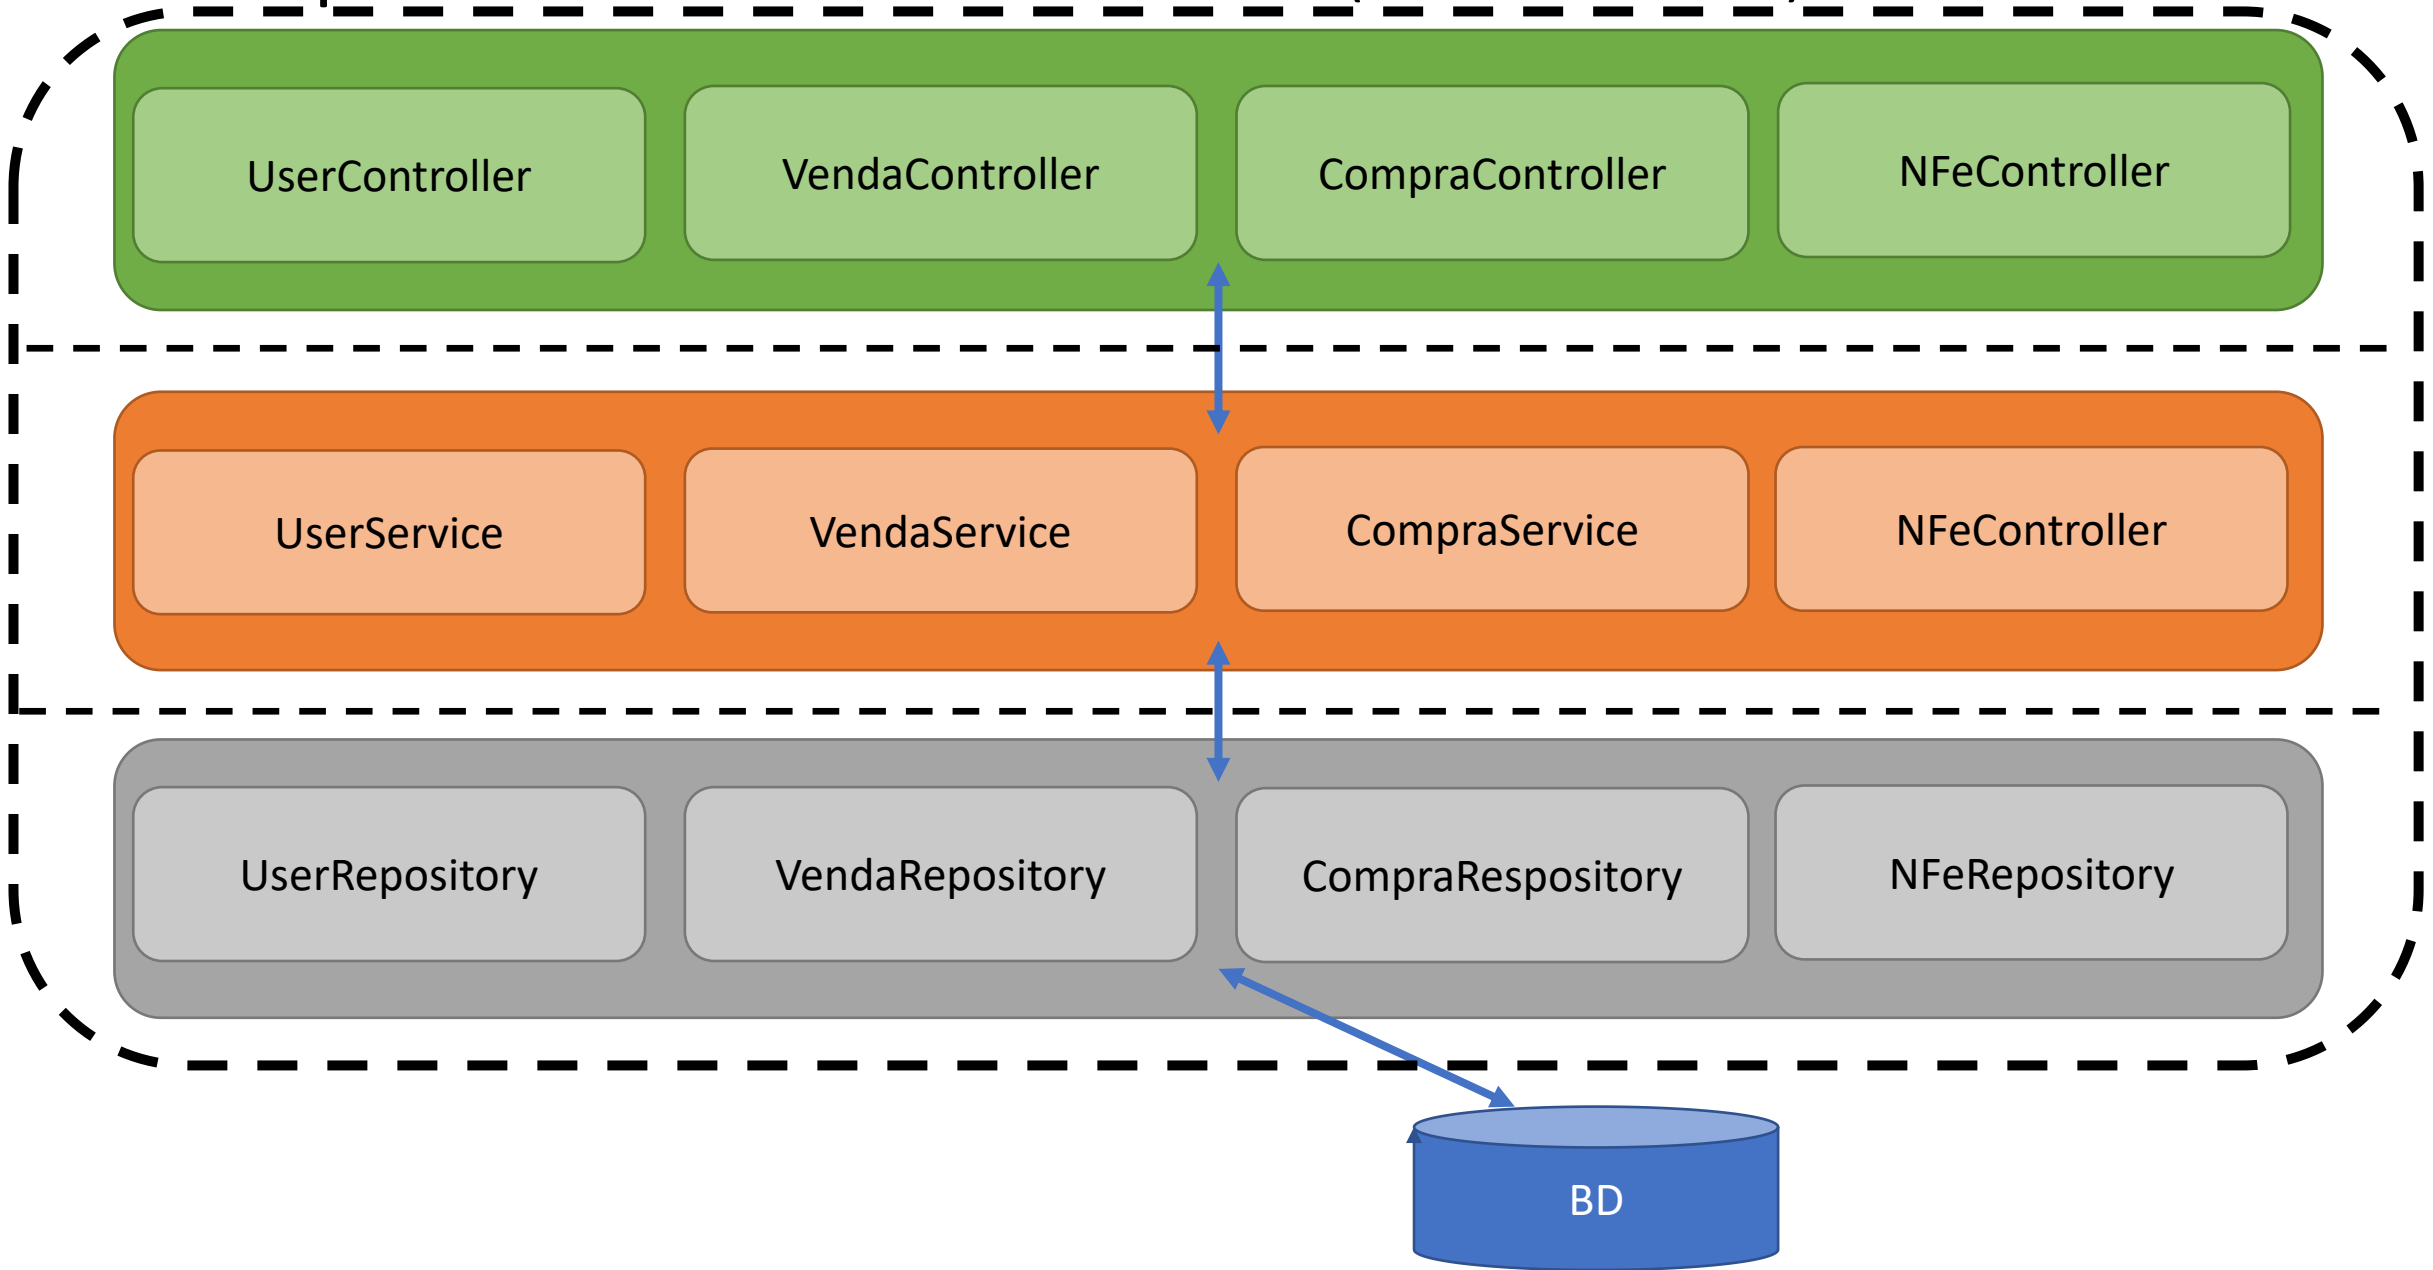 UserController
VendaController
CompraController
NFeController
UserService
VendaService
CompraService
NFeController
UserRepository
VendaRepository
CompraRespository
NFeRepository
BD